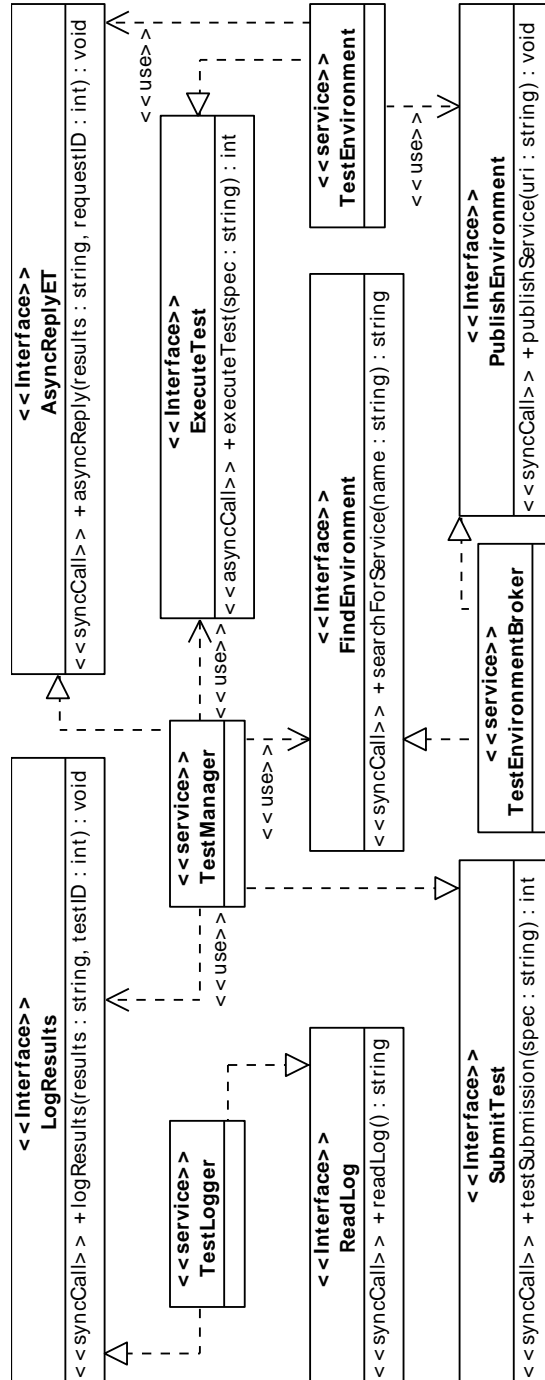 <<Interface>>
LogResults
<<syncCall>> +logResults(results : string, testID : int) : void
<<Interface>>
AsyncReplyET
<<syncCall>> +asyncReply(results : string, requestID : int) : void
<<service>>
TestLogger
<<use>>
<<service>>
TestManager
<<use>>
<<Interface>>
ExecuteTest
<<asyncCall>> +executeTest(spec : string) : int
<<use>>
<<use>>
<<Interface>>
ReadLog
<<syncCall>> +readLog() : string
<<Interface>>
FindEnvironment
<<syncCall>> +searchForService(name : string) : string
<<service>>
TestEnvironment
<<use>>
<<Interface>>
SubmitTest
<<syncCall>> +testSubmission(spec : string) : int
<<service>>
TestEnvironmentBroker
<<Interface>>
PublishEnvironment
<<syncCall>> +publishService(uri : string) : void